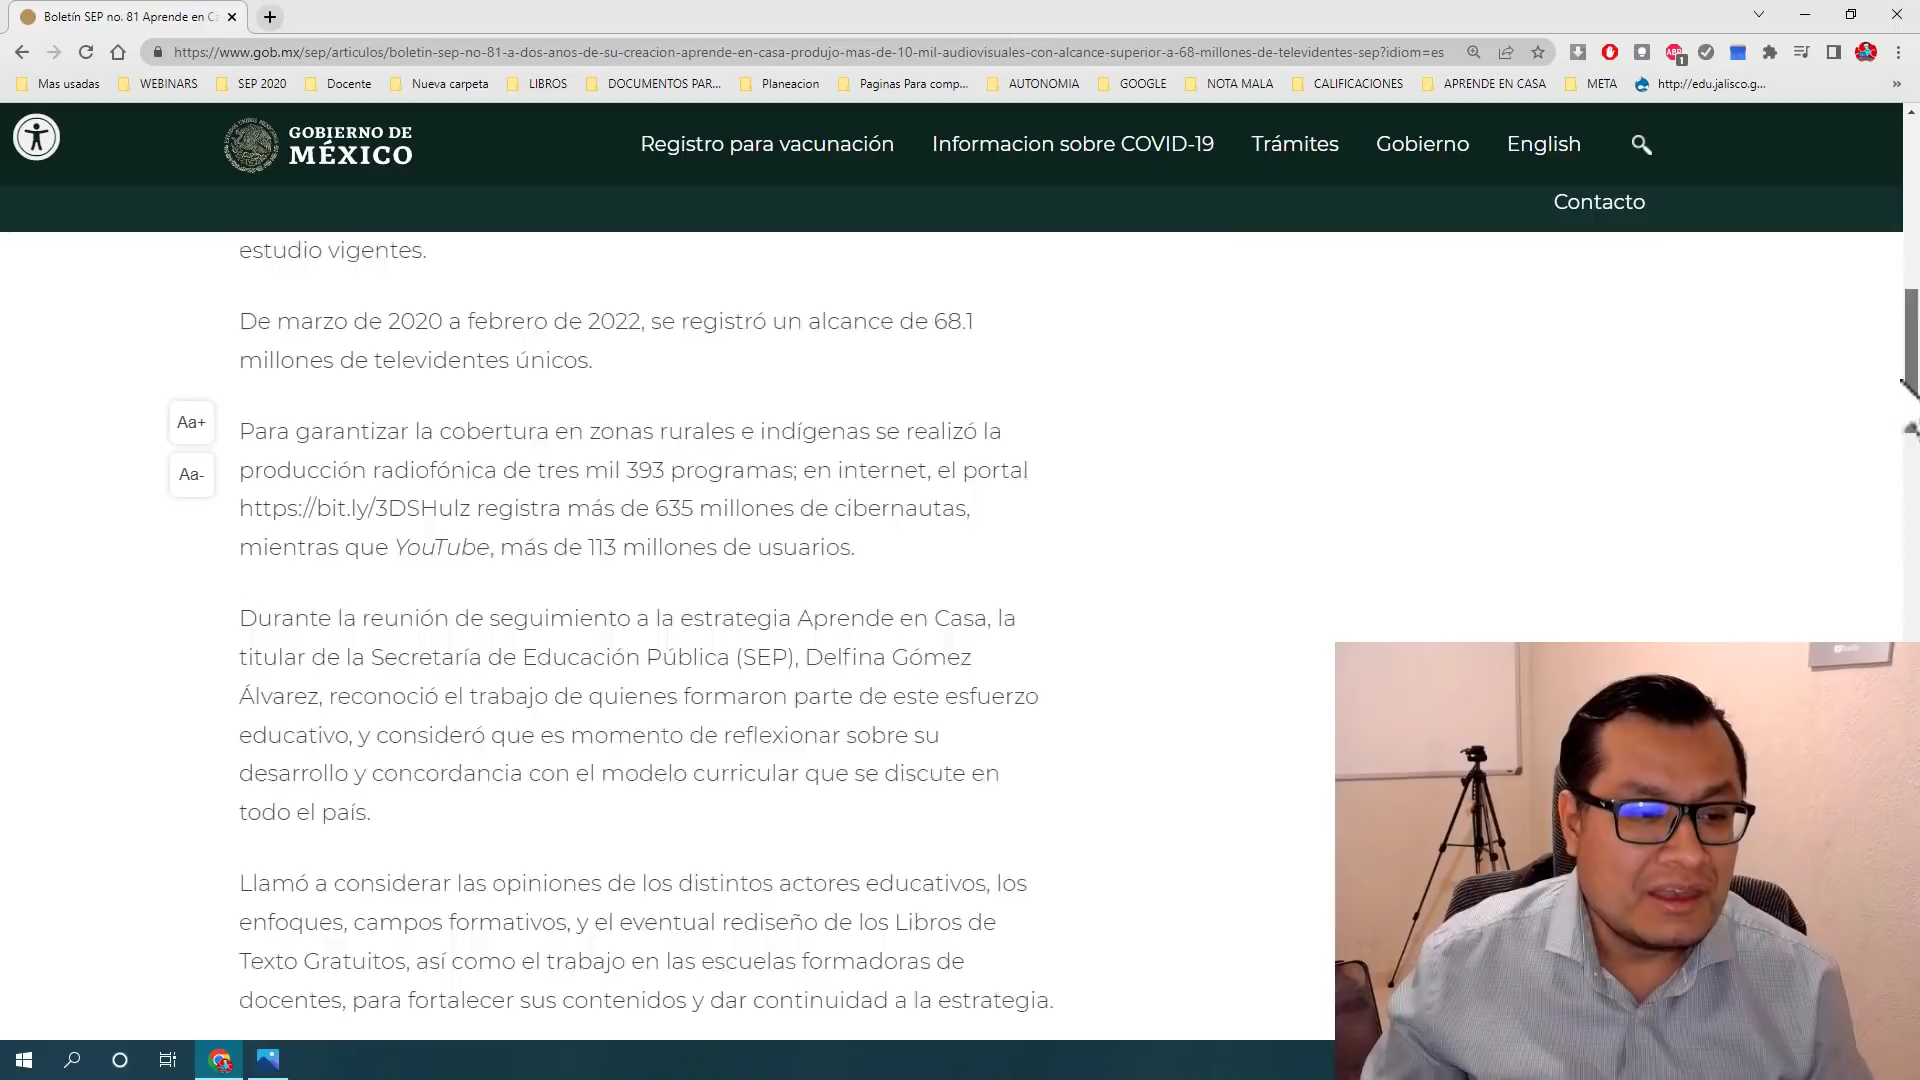 Boletín SEP no. 81 Aprende en C
https://www.gob.mx/sep/articulos/boletin-sep-no-81-a-dos-anos-de-su-creacion-aprende-en-casa-produjo-mas-de-10-mil-audiovisuales-con-alcance-superior-a-68-millones-de-televidentes-sep?idiom=es
ABP
1
Mas usadas WEBINARS SEP 2020 Docente Nueva carpeta LIBROS DOCUMENTOS PAR... Planeacion Paginas Para comp... AUTONOMIA GOOGLE NOTA MALA CALIFICACIONES APRENDE EN CASA META http://edu.jalisco.g... »
GOBIERNO DE
MÉXICO
Registro para vacunación Informacion sobre COVID-19 Trámites Gobierno English
Contacto
estudio vigentes.
De marzo de 2020 a febrero de 2022, se registró un alcance de 68.1
millones de televidentes únicos.
Aa+
Aa-
Para garantizar la cobertura en zonas rurales e indígenas se realizó la
producción radiofónica de tres mil 393 programas; en internet, el portal
https://bit.ly/3DSHulz registra más de 635 millones de cibernautas,
mientras que YouTube, más de 113 millones de usuarios.
Durante la reunión de seguimiento a la estrategia Aprende en Casa, la
titular de la Secretaría de Educación Pública (SEP), Delfina Gómez
Álvarez, reconoció el trabajo de quienes formaron parte de este esfuerzo
educativo, y consideró que es momento de reflexionar sobre su
desarrollo y concordancia con el modelo curricular que se discute en
todo el país.
Llamó a considerar las opiniones de los distintos actores educativos, los
enfoques, campos formativos, y el eventual rediseño de los Libros de
Texto Gratuitos, así como el trabajo en las escuelas formadoras de
docentes, para fortalecer sus contenidos y dar continuidad a la estrategia.